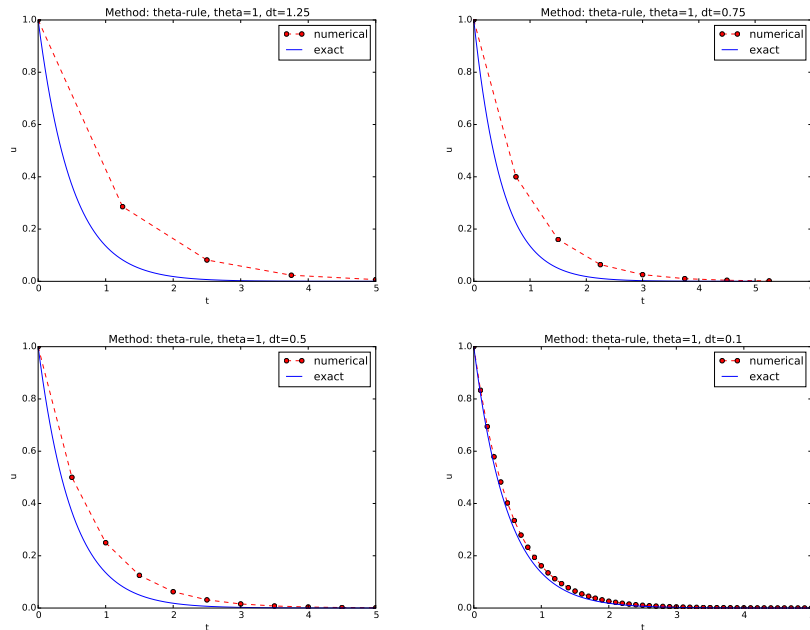 Method: theta-rule, theta=1, dt=1.25
numerical
exact
1.0
0.8
0.6
0.4
0.2
0.0
u
0 1 2 3 4 5
t
Method: theta-rule, theta=1, dt=0.75
numerical
exact
1.0
0.8
0.6
0.4
0.2
0.0
u
0 1 2 3 4 5
t
Method: theta-rule, theta=1, dt=0.5
numerical
exact
1.0
0.8
0.6
0.4
0.2
0.0
u
0 1 2 3 4 5
t
Method: theta-rule, theta=1, dt=0.1
numerical
exact
1.0
0.8
0.6
0.4
0.2
0.0
u
0 1 2 3 4
t